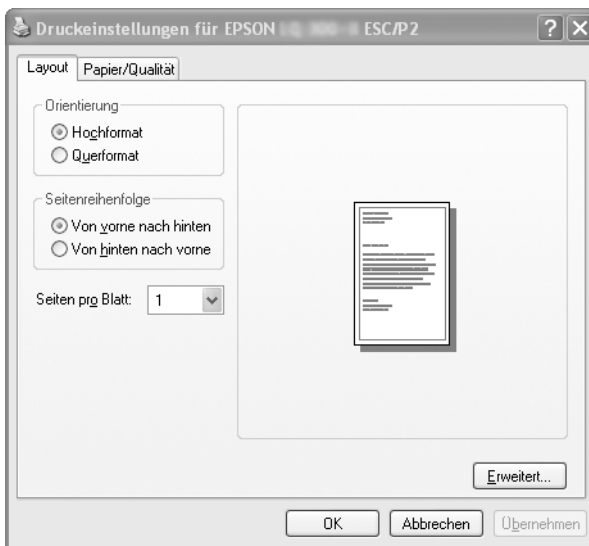 Druckeinstellungen für EPSON ESC/P2
Layout
Papier/Qualität
Orientierung
Hochformat
Querformat
Seitenreihenfolge
Von vorne nach hinten
Von hinten nach vorne
Seiten pro Blatt: 1
Erweitert...
OK
Abbrechen
Übernehmen